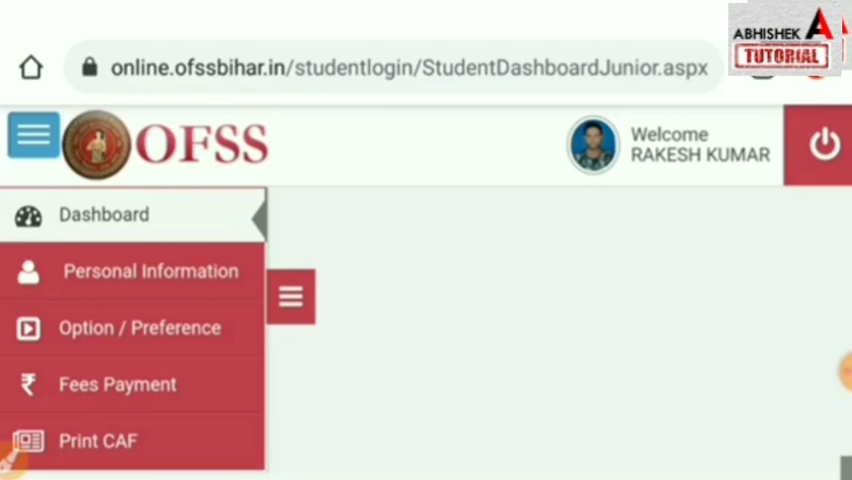 ABHISHEK
TUTORIAL
online.ofssbihar.in/studentlogin/StudentDashboardJunior.aspx
OFSS
Welcome
RAKESH KUMAR
Dashboard
Personal Information
Option / Preference
Fees Payment
Print CAF